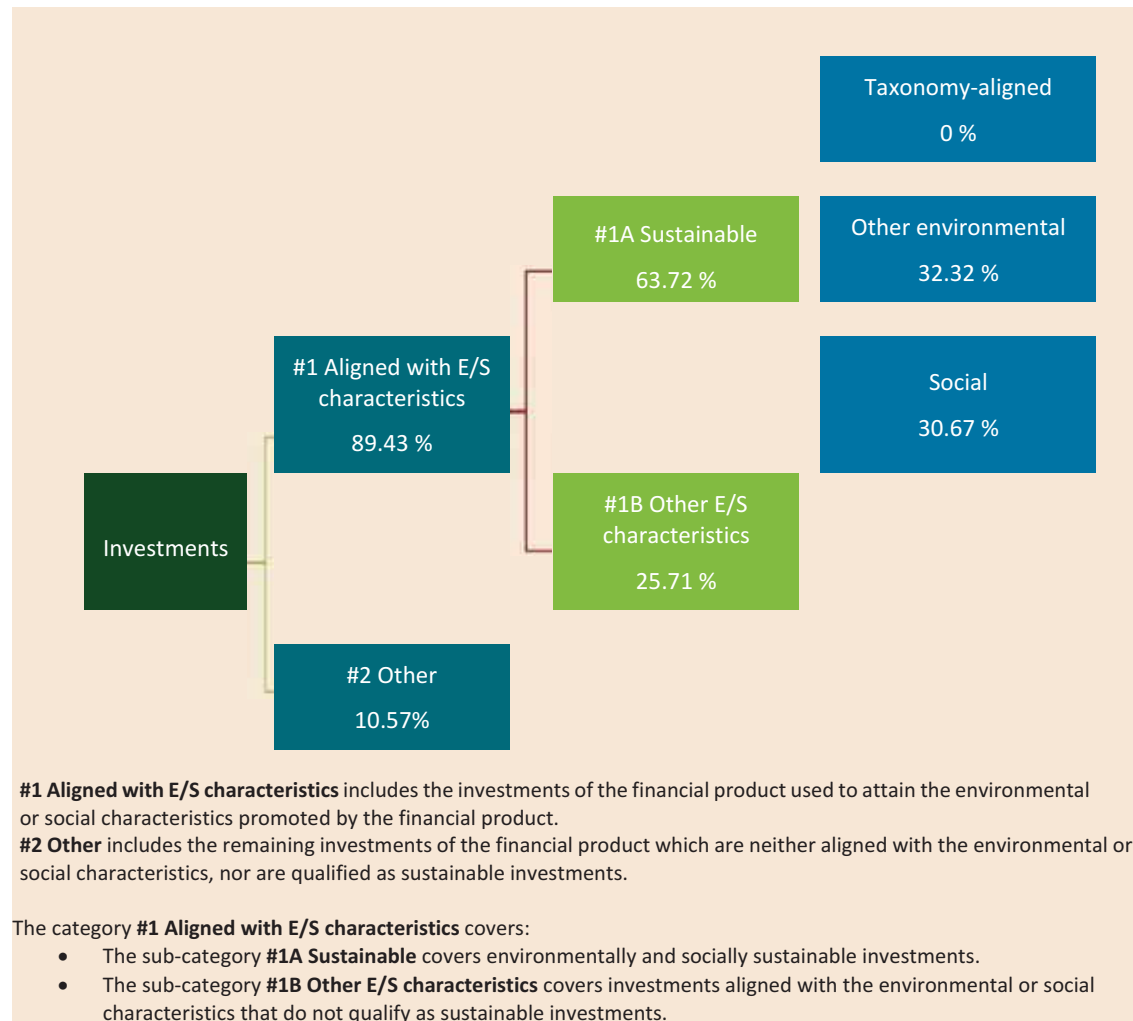 Taxonomy-aligned
0 %
#1A Sustainable
63.72 %
Other environmental
32.32 %
#1 Aligned with E/S
characteristics
89.43 %
Social
30.67 %
Investments
#1B Other E/S
characteristics
25.71 %
#2 Other
10.57%
#1 Aligned with E/S characteristics includes the investments of the financial product used to attain the environmental
or social characteristics promoted by the financial product.
#2 Other includes the remaining investments of the financial product which are neither aligned with the environmental or
social characteristics, nor are qualified as sustainable investments.
The category #1 Aligned with E/S characteristics covers:
• The sub-category #1A Sustainable covers environmentally and socially sustainable investments.
• The sub-category #1B Other E/S characteristics covers investments aligned with the environmental or social
characteristics that do not qualify as sustainable investments.